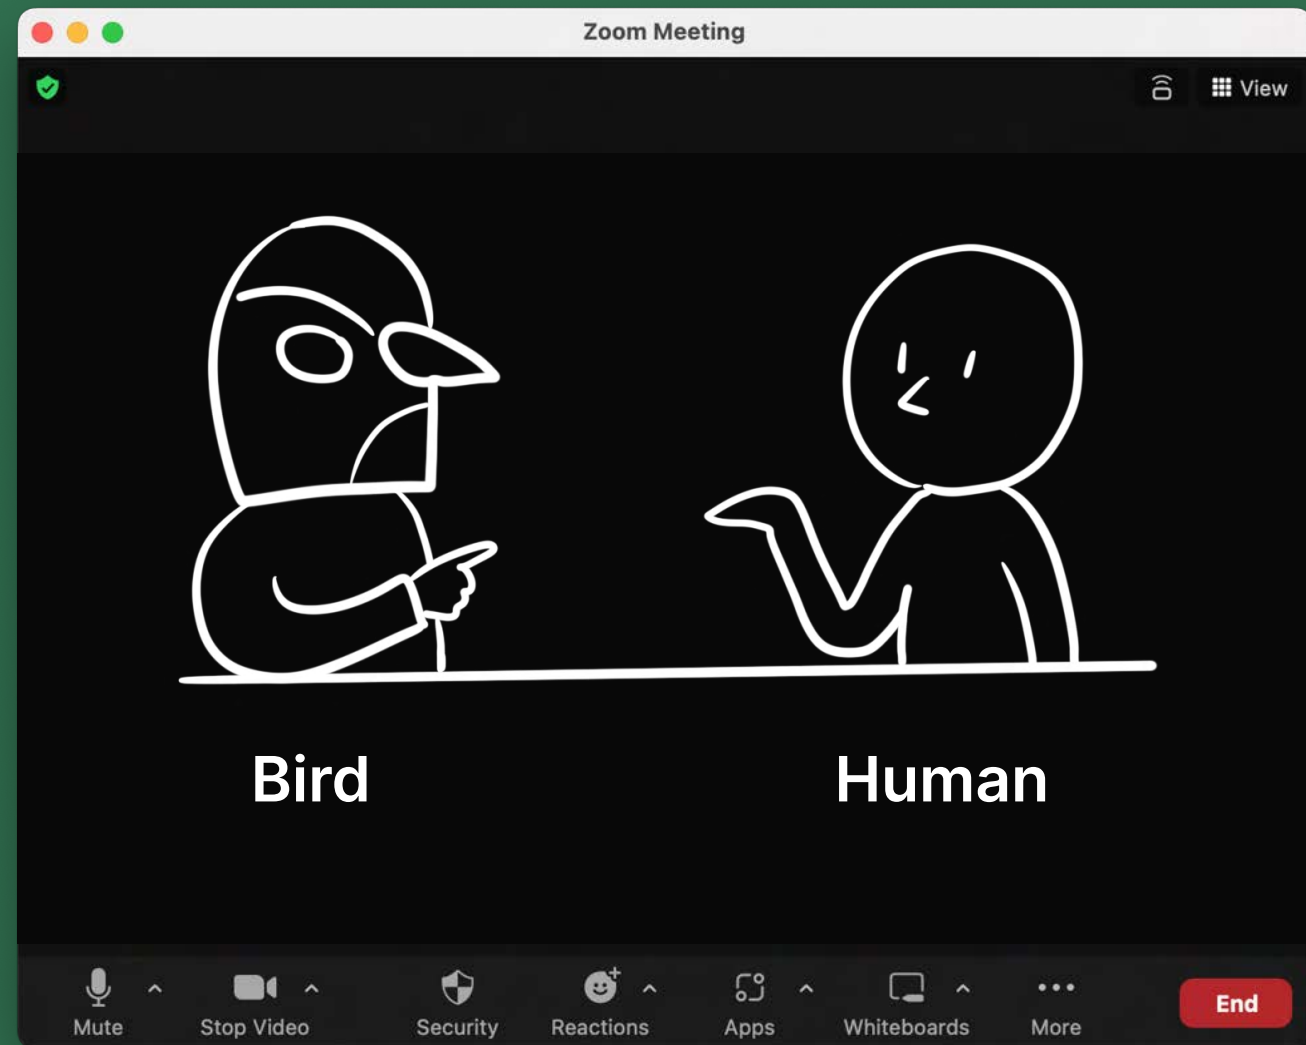 Zoom Meeting
View
Bird
Human
Mute
Stop Video
Security
Reactions
Apps
Whiteboards
More
End